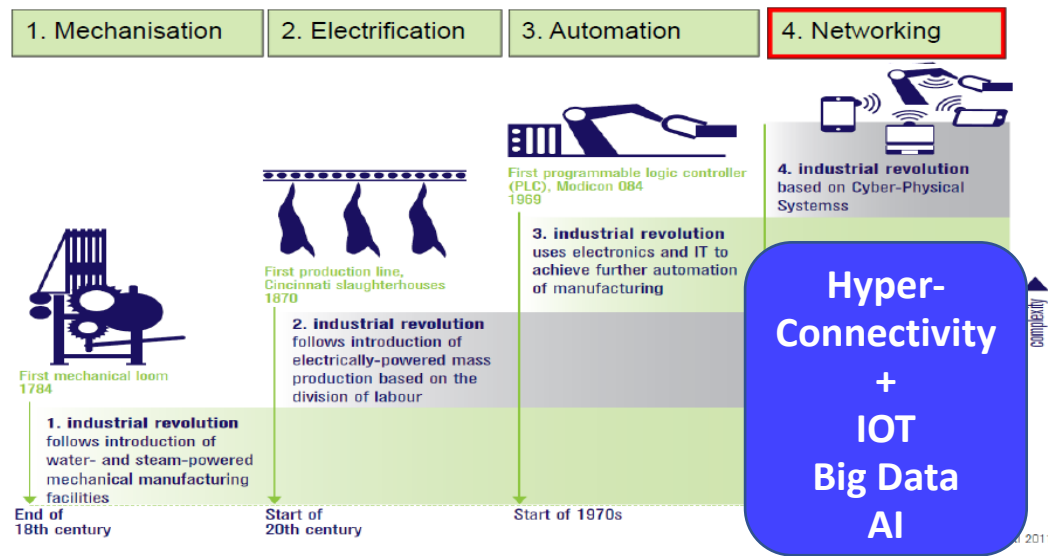 1. Mechanisation
2. Electrification
3. Automation
4. Networking
First programmable logic controller
(PLC), Modicon 084
1969
4. industrial revolution
based on Cyber-Physical
Systemss
3. industrial revolution
uses electronics and IT to
achieve further automation
of manufacturing
First production line,
Cincinnati slaughterhouses
1870
2. industrial revolution
follows introduction of
electrically-powered mass
production based on the
division of labour
First mechanical loom
1784
1. industrial revolution
follows introduction of
water- and steam-powered
mechanical manufacturing
facilities
Hyper-
Connectivity
+
IOT
Big Data
AI
complexity
End of
18th century
Start of
20th century
Start of 1970s